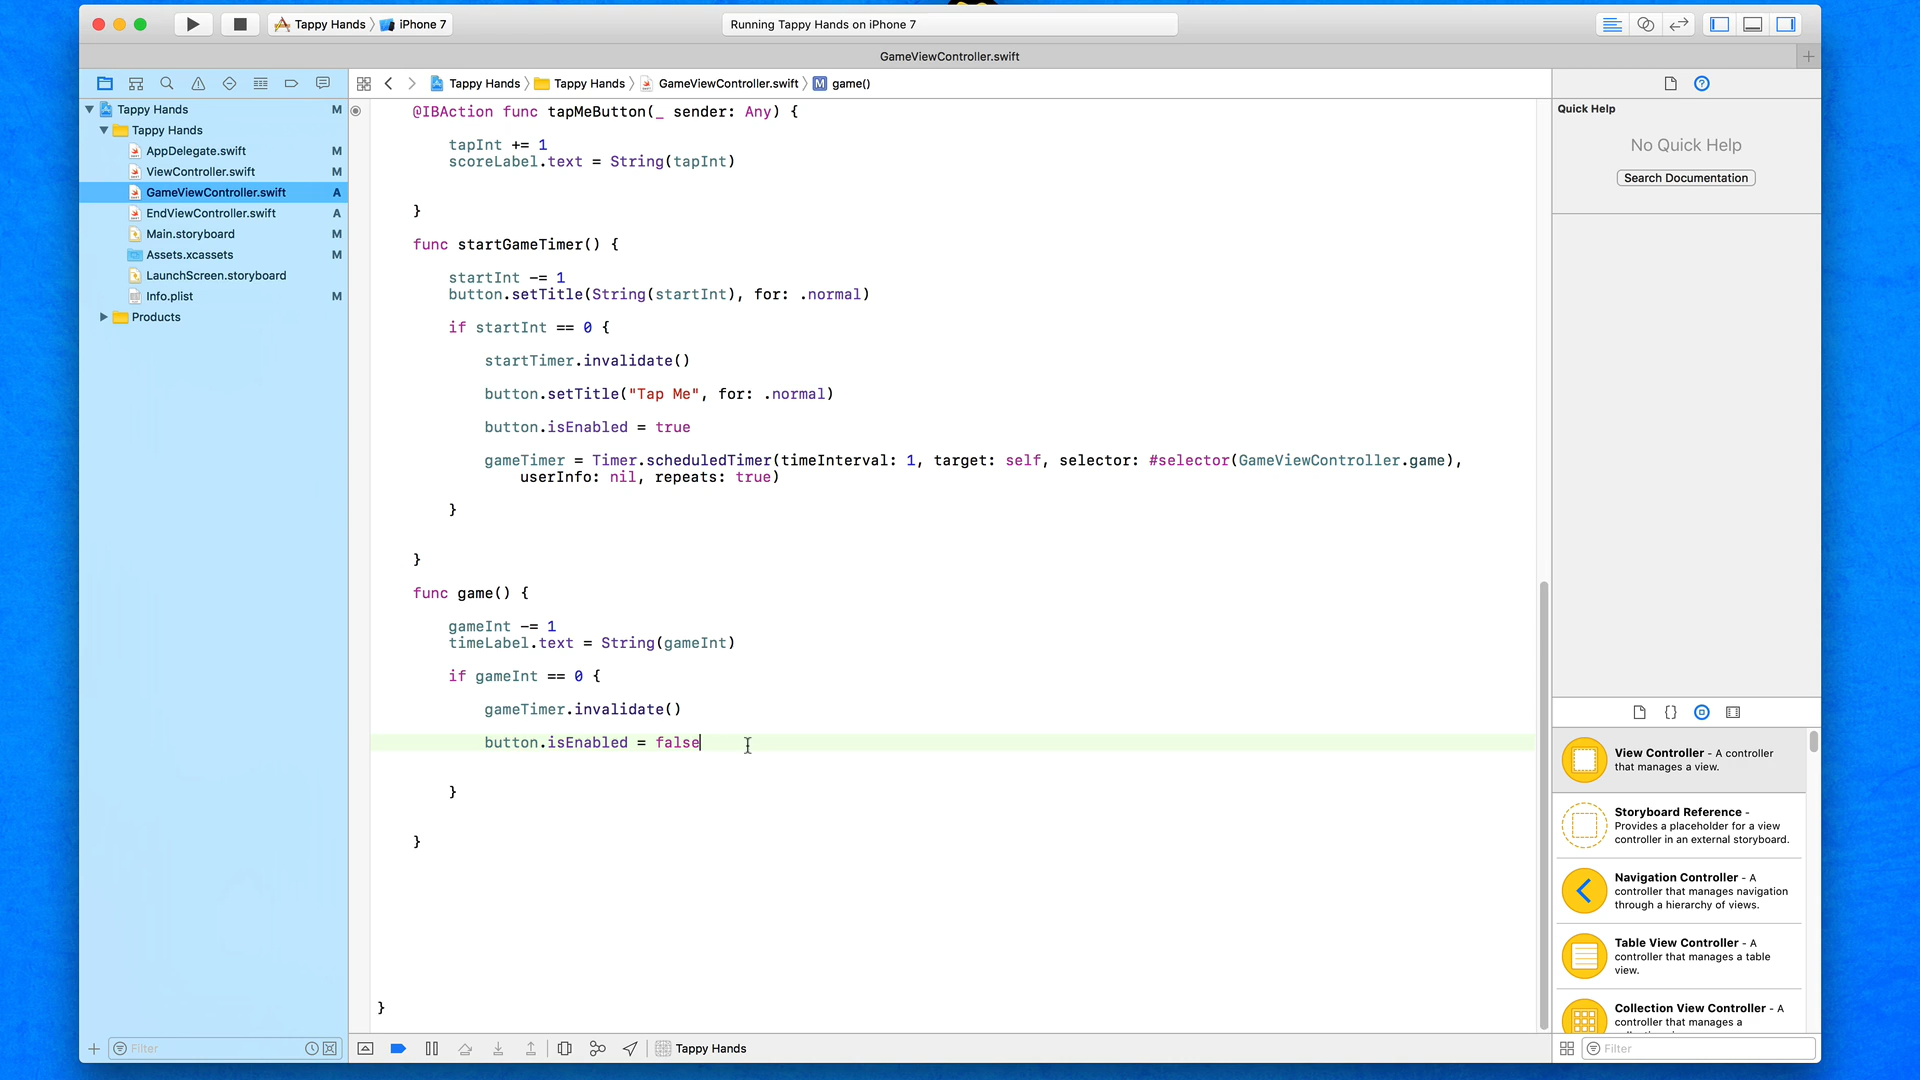 Tappy Hands iPhone 7
Running Tappy Hands on iPhone 7
GameViewController.swift
Tappy Hands Tappy Hands GameViewController.swift M game()
Tappy Hands M
Tappy Hands
AppDelegate.swift M
ViewController.swift M
GameViewController.swift A
EndViewController.swift A
Main.storyboard M
Assets.xcassets M
LaunchScreen.storyboard
Info.plist M
Products
Filter
@IBAction func tapMeButton(_ sender: Any) {
tapInt += 1
scoreLabel.text = String(tapInt)
}
func startGameTimer() {
startInt -= 1
button.setTitle(String(startInt), for: .normal)
if startInt == 0 {
startTimer.invalidate()
button.setTitle("Tap Me", for: .normal)
button.isEnabled = true
gameTimer = Timer.scheduledTimer(timeInterval: 1, target: self, selector: #selector(GameViewController.game),
userInfo: nil, repeats: true)
}
}
func game() {
gameInt -= 1
timeLabel.text = String(gameInt)
if gameInt == 0 {
gameTimer.invalidate()
button.isEnabled = false
}
}
}
Tappy Hands
Quick Help
No Quick Help
Search Documentation
View Controller - A controller
that manages a view.
Storyboard Reference -
Provides a placeholder for a view
controller in an external storyboard.
Navigation Controller - A
controller that manages navigation
through a hierarchy of views.
Table View Controller - A
controller that manages a table
view.
Collection View Controller - A
controller that manages a
Filter